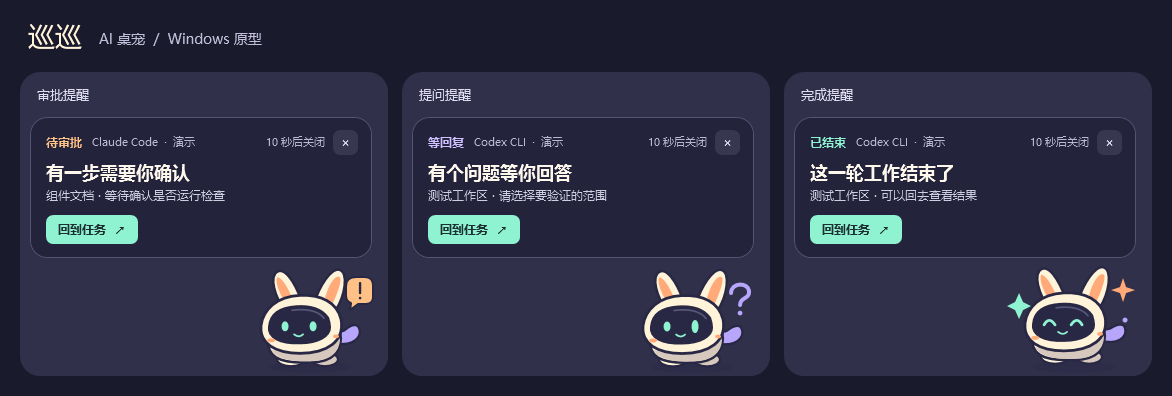 巡巡 AI 桌宠 / Windows 原型
审批提醒
待审批 Claude Code · 演示 10 秒后关闭 ×
有一步需要你确认
组件文档 · 等待确认是否运行检查
回到任务 ↗
!
提问提醒
等回复 Codex CLI · 演示 10 秒后关闭 ×
有个问题等你回答
测试工作区 · 请选择要验证的范围
回到任务 ↗
?
完成提醒
已结束 Codex CLI · 演示 10 秒后关闭 ×
这一轮工作结束了
测试工作区 · 可以回去查看结果
回到任务 ↗